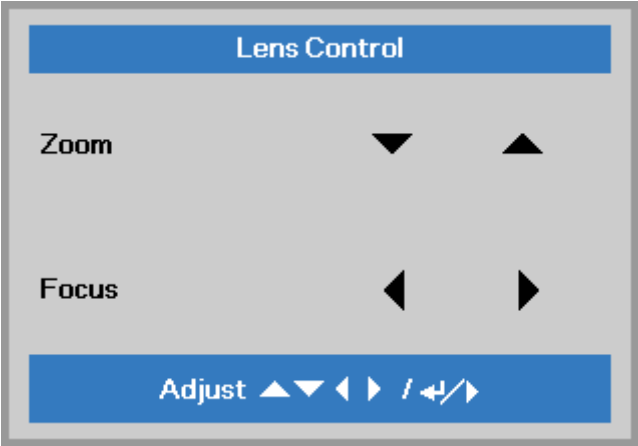 Lens Control
Zoom ▼ ▲
Focus ◀ ▶
Adjust ▲▼◀ ▶ / ↵/▶